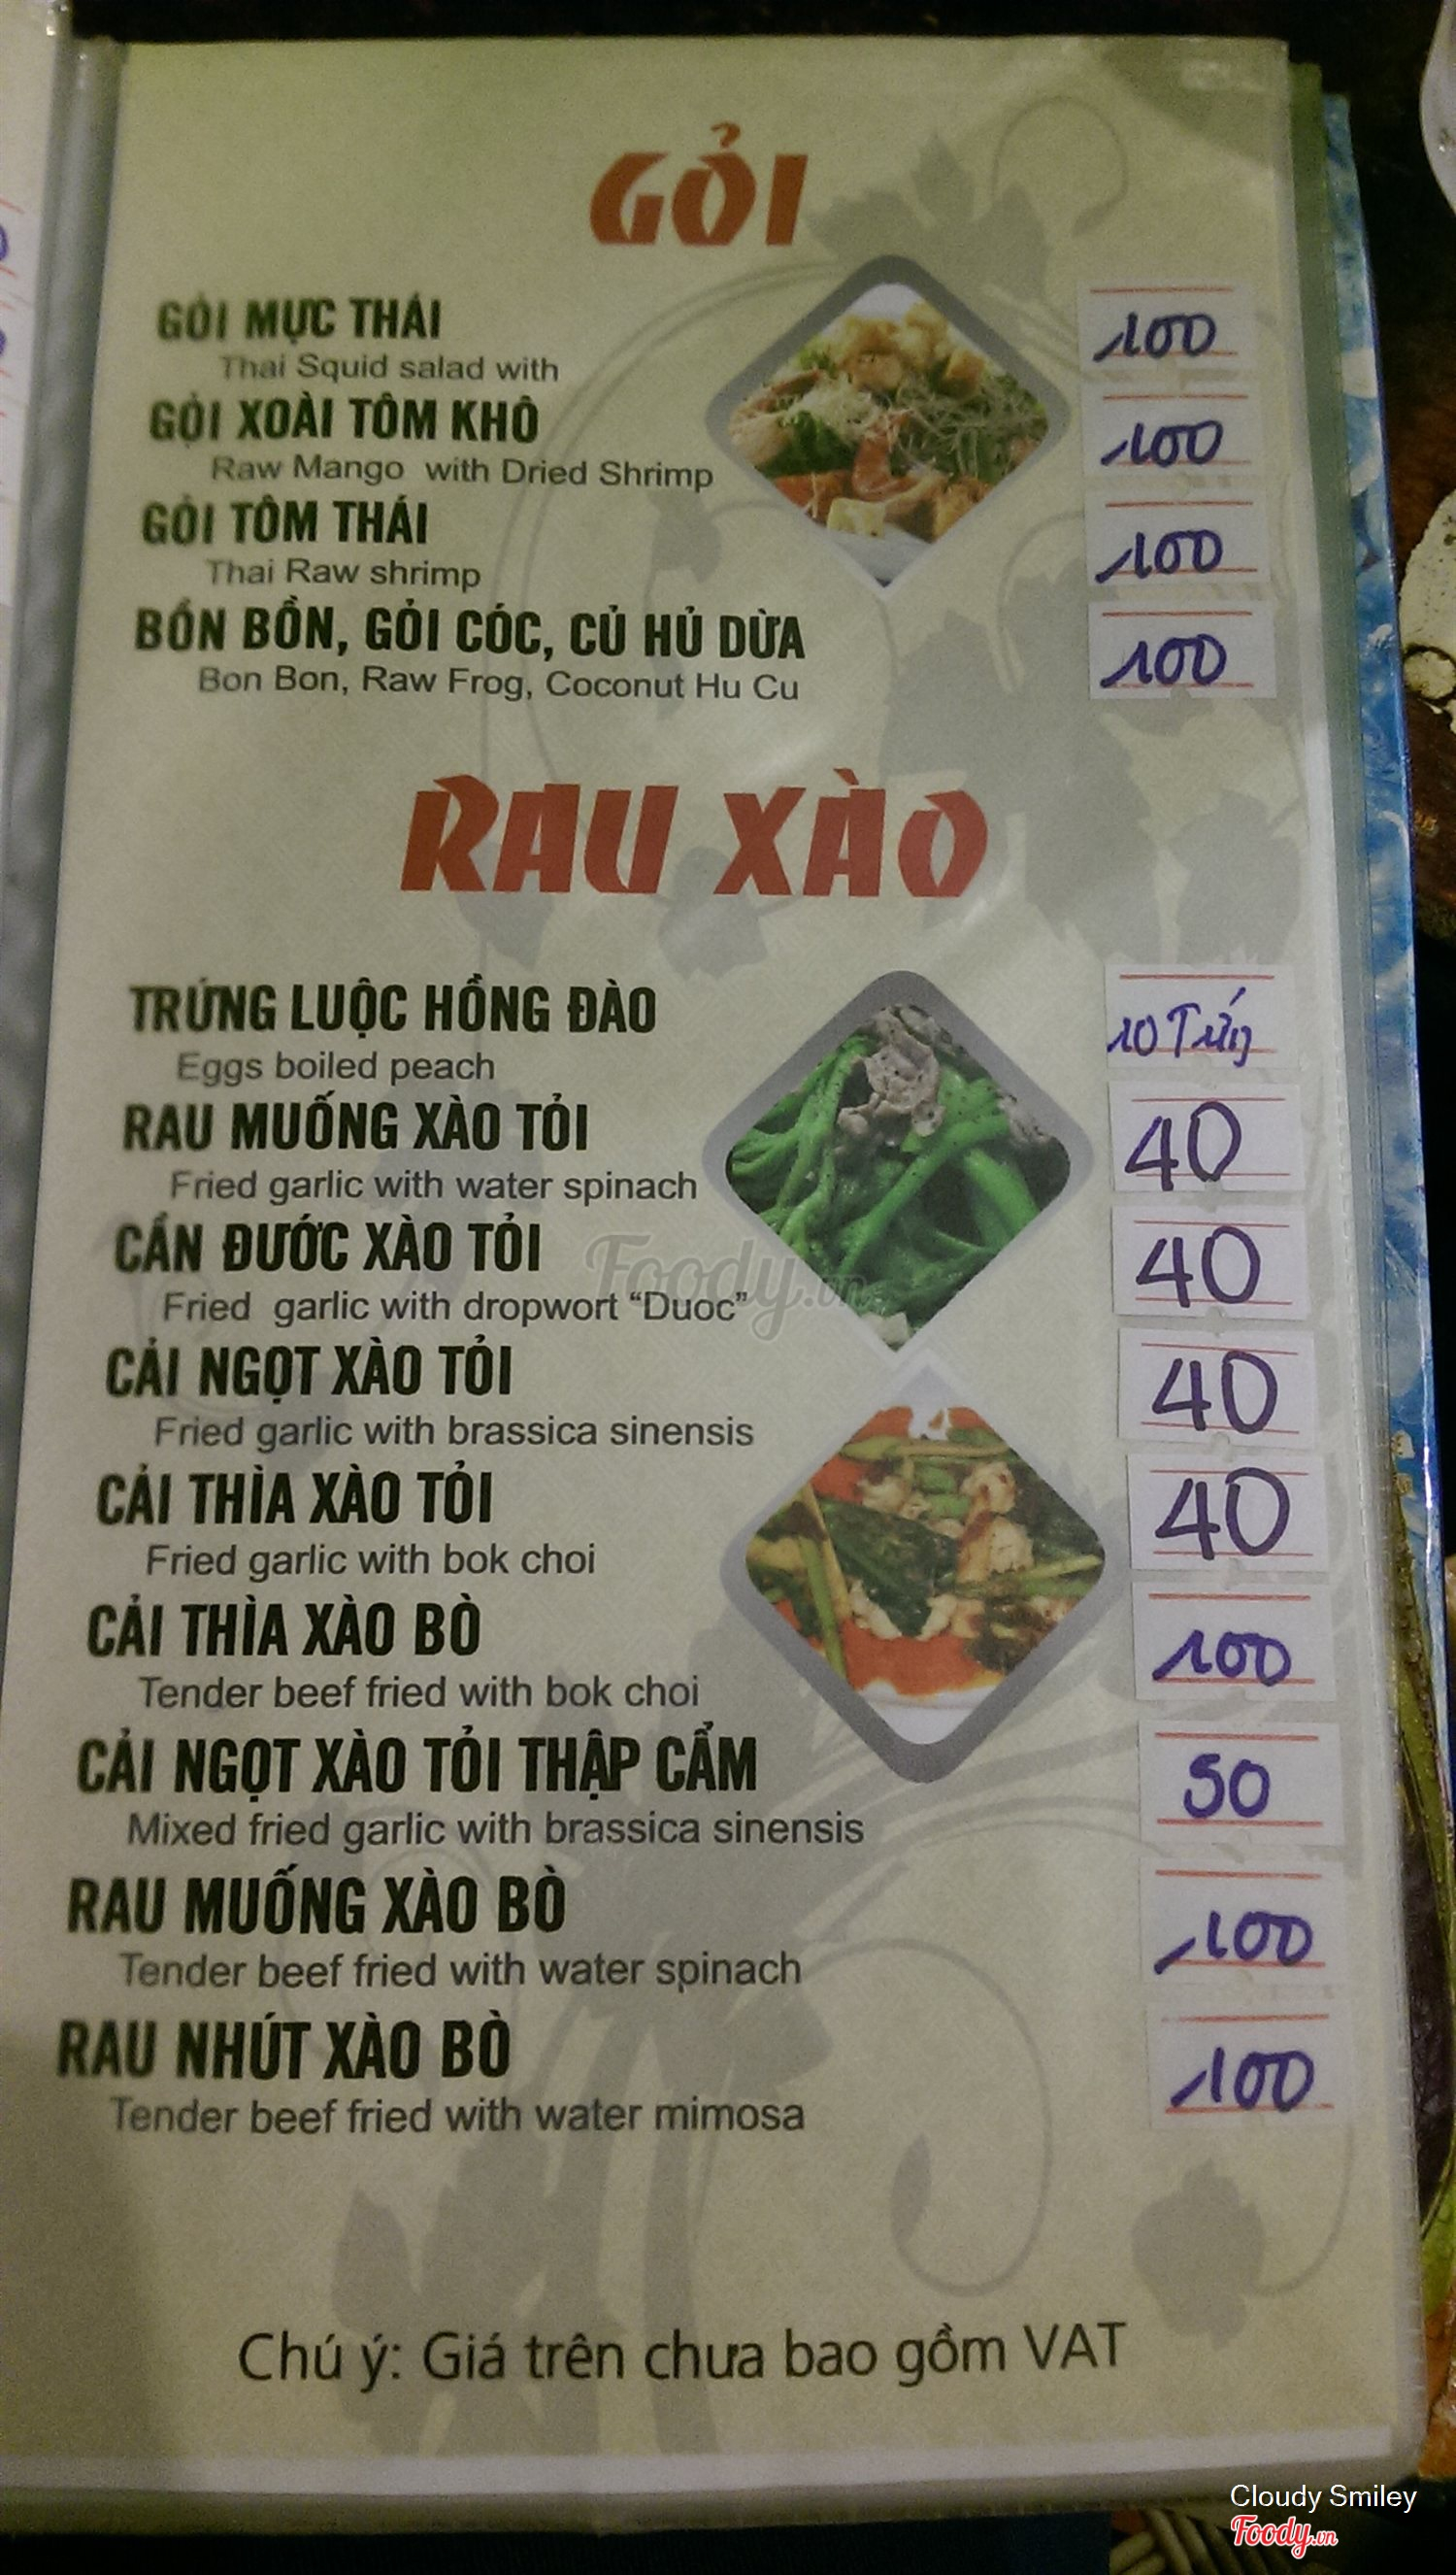 GỎI
GỎI MỰC THÁI 100
Thai Squid salad with
GỎI XOÀI TÔM KHÔ 100
Raw Mango with Dried Shrimp
GỎI TÔM THÁI 100
Thai Raw shrimp
BỒN BỒN, GỎI CÓC, CỦ HỦ DỪA 100
Bon Bon, Raw Frog, Coconut Hu Cu
RAU XÀO
TRỨNG LUỘC HỒNG ĐÀO 10
Eggs boiled peach
RAU MUỐNG XÀO TỎI 40
Fried garlic with water spinach
CẦN ĐƯỚC XÀO TỎI 40
Fried garlic with dropwort “Duoc”
Foody.vn
CẢI NGỌT XÀO TỎI 40
Fried garlic with brassica sinensis
CẢI THÌA XÀO TỎI 40
Fried garlic with bok choi
CẢI THÌA XÀO BÒ 100
Tender beef fried with bok choi
CẢI NGỌT XÀO TỎI THẬP CẨM 50
Mixed fried garlic with brassica sinensis
RAU MUỐNG XÀO BÒ 100
Tender beef fried with water spinach
RAU NHÚT XÀO BÒ 100
Tender beef fried with water mimosa
Chú ý: Giá trên chưa bao gồm VAT
Cloudy Smiley
Foody.vn